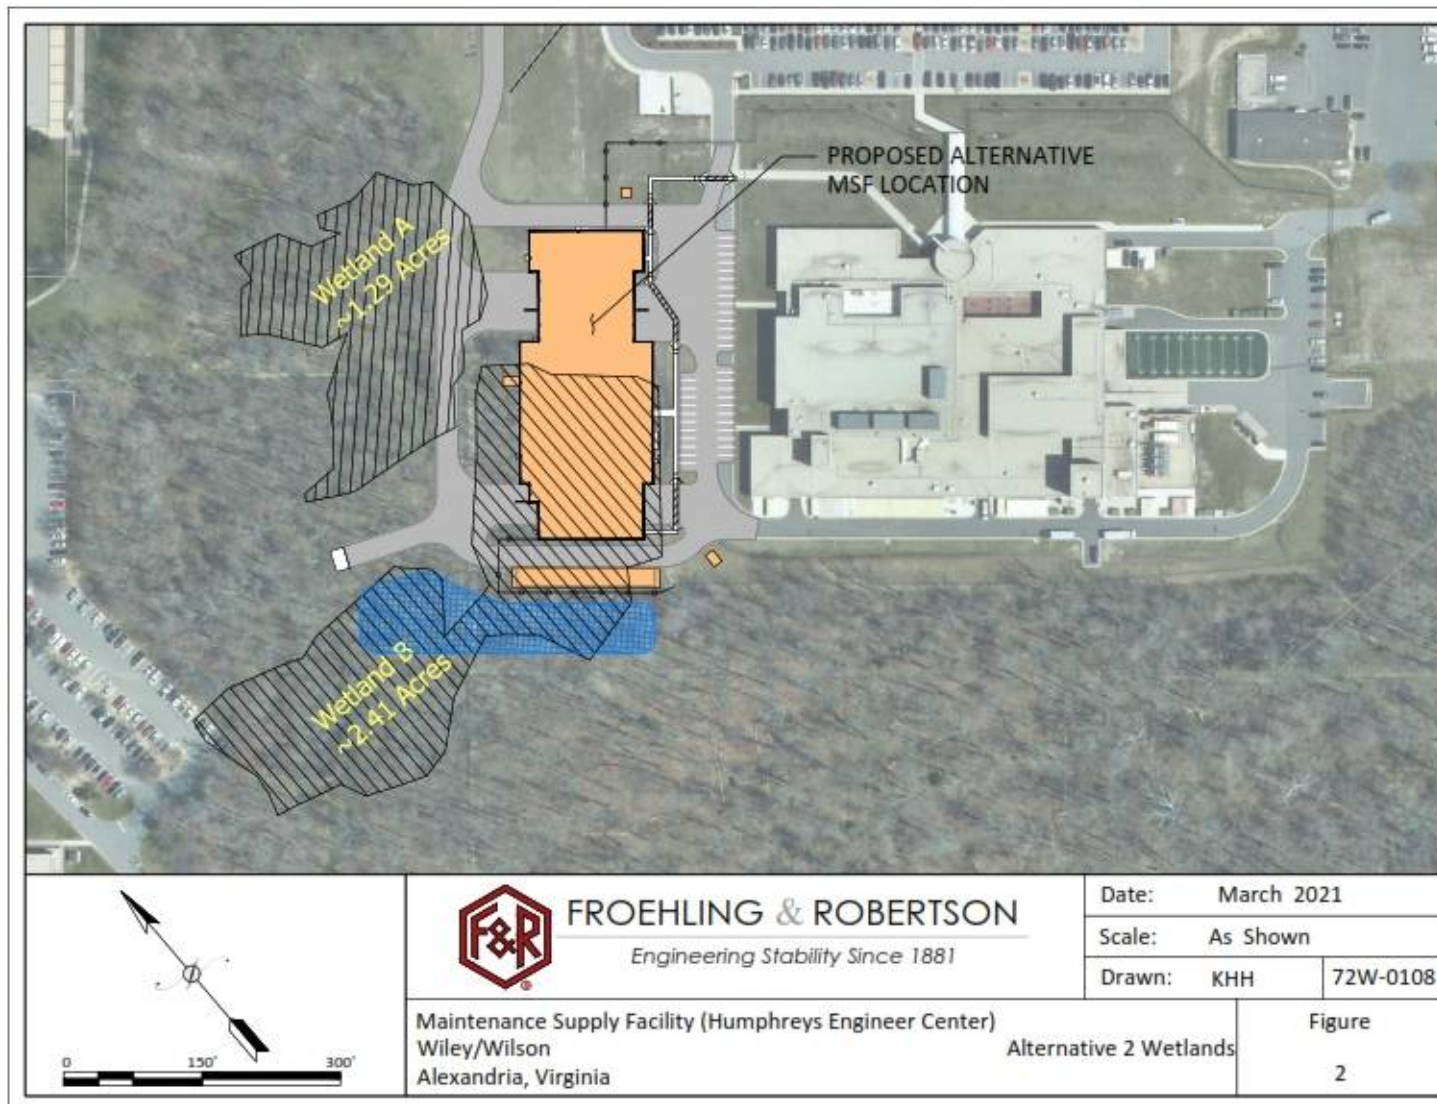 PROPOSED ALTERNATIVE
MSF LOCATION
Wetland A
~1.29 Acres
Wetland B
~2.41 Acres
0 150' 300'
F&R
®
FROEHLING & ROBERTSON
Engineering Stability Since 1881
Date: March 2021
Scale: As Shown
Drawn: KHH 72W-0108
Maintenance Supply Facility (Humphreys Engineer Center)
Wiley/Wilson
Alexandria, Virginia
Alternative 2 Wetlands
Figure
2